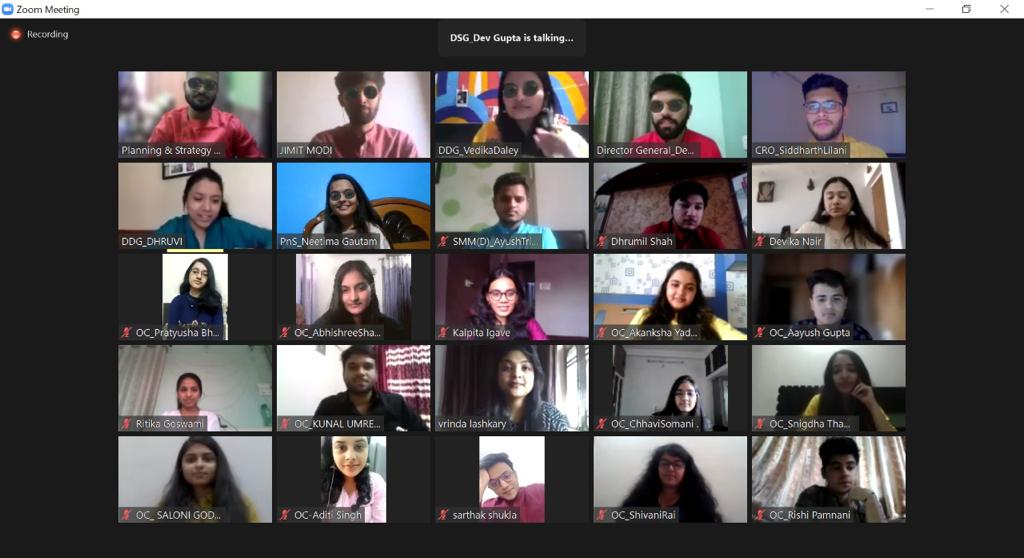 Zoom Meeting
Recording
DSG_Dev Gupta is talking...
Planning & Strategy ...
JIMIT MODI
DDG_VedikaDaley
Director General_De...
CRO_SiddharthLilani
DDG_DHRUVI
PnS_Neetima Gautam
SMM(D)_AyushTri...
Dhrumil Shah
Devika Nair
OC_Pratyusha Bh...
OC_AbhishreeSha...
Kalpita Igave
OC_Akanksha Yad...
OC_Aayush Gupta
Ritika Goswami
OC_KUNAL UMRE...
vrinda lashkary
OC_ChhaviSomani .
OC_Snigdha Tha...
OC_ SALONI GOD...
OC-Aditi Singh
sarthak shukla
OC_ShivaniRai
OC_Rishi Pamnani